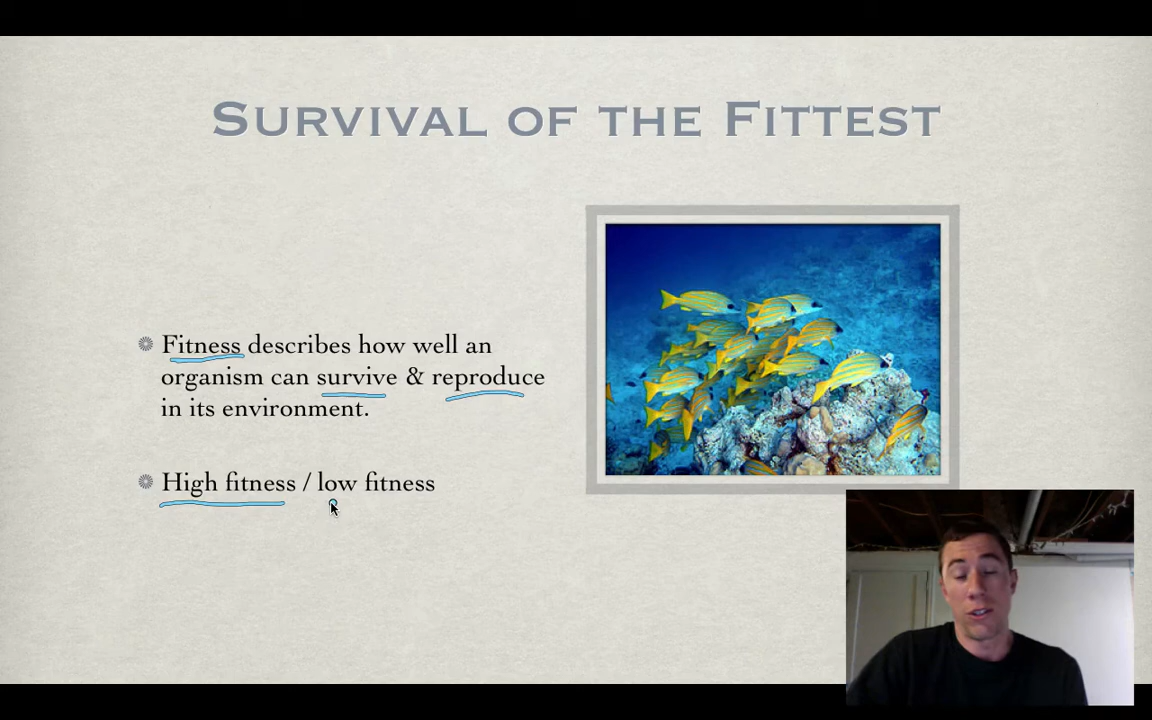 Survival of the Fittest
Fitness describes how well an
organism can survive & reproduce
in its environment.
High fitness / low fitness